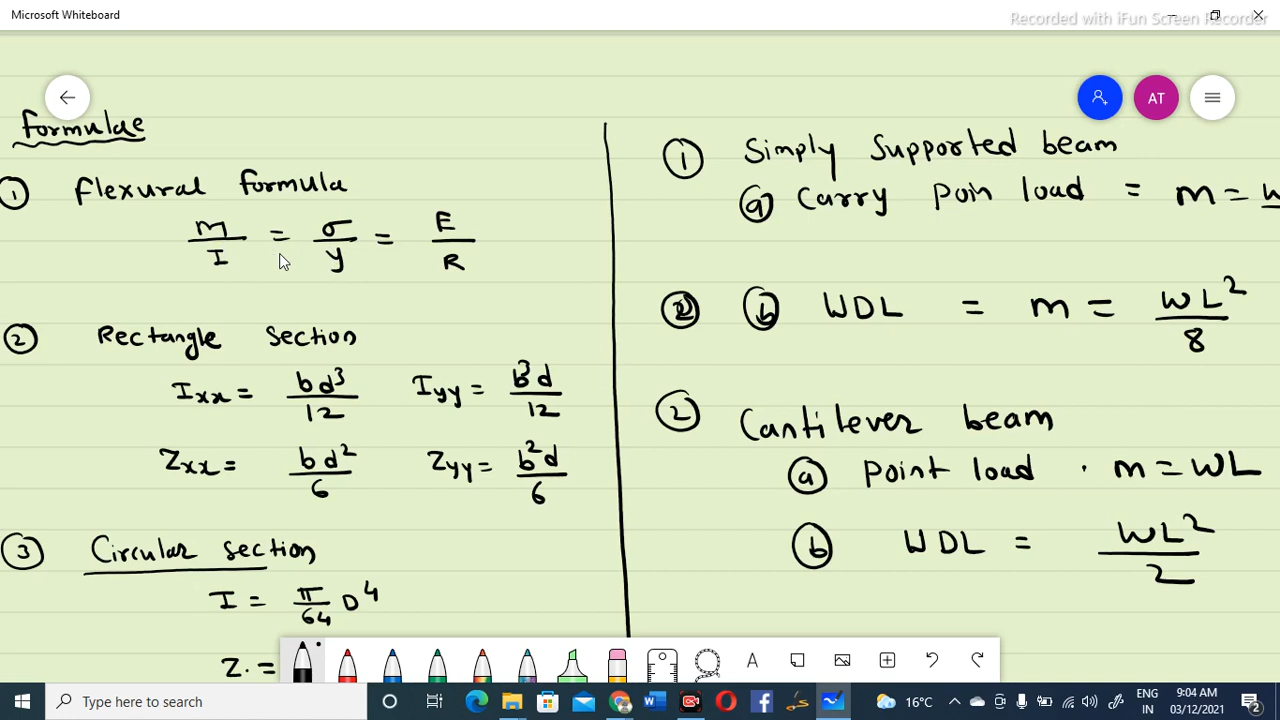 Microsoft Whiteboard
Recorded with iFun Screen Recorder
AT
Formulae
① Flexural formula
m/I = σ/y = E/R
② Rectangle section
Ixx = bd³/12 Iyy = b³d/12
Zxx = bd²/6 Zyy = b²d/6
③ Circular section
I = π/64 D⁴
Z. =
① Simply Supported beam
ⓐ Carry Poin load = m =
② ⓑ WDL = m = WL²/8
② Cantilever beam
ⓐ Point load . m = WL
ⓑ WDL = WL²/2
A
Type here to search
16°C
ENG
IN
9:04 AM
03/12/2021
2